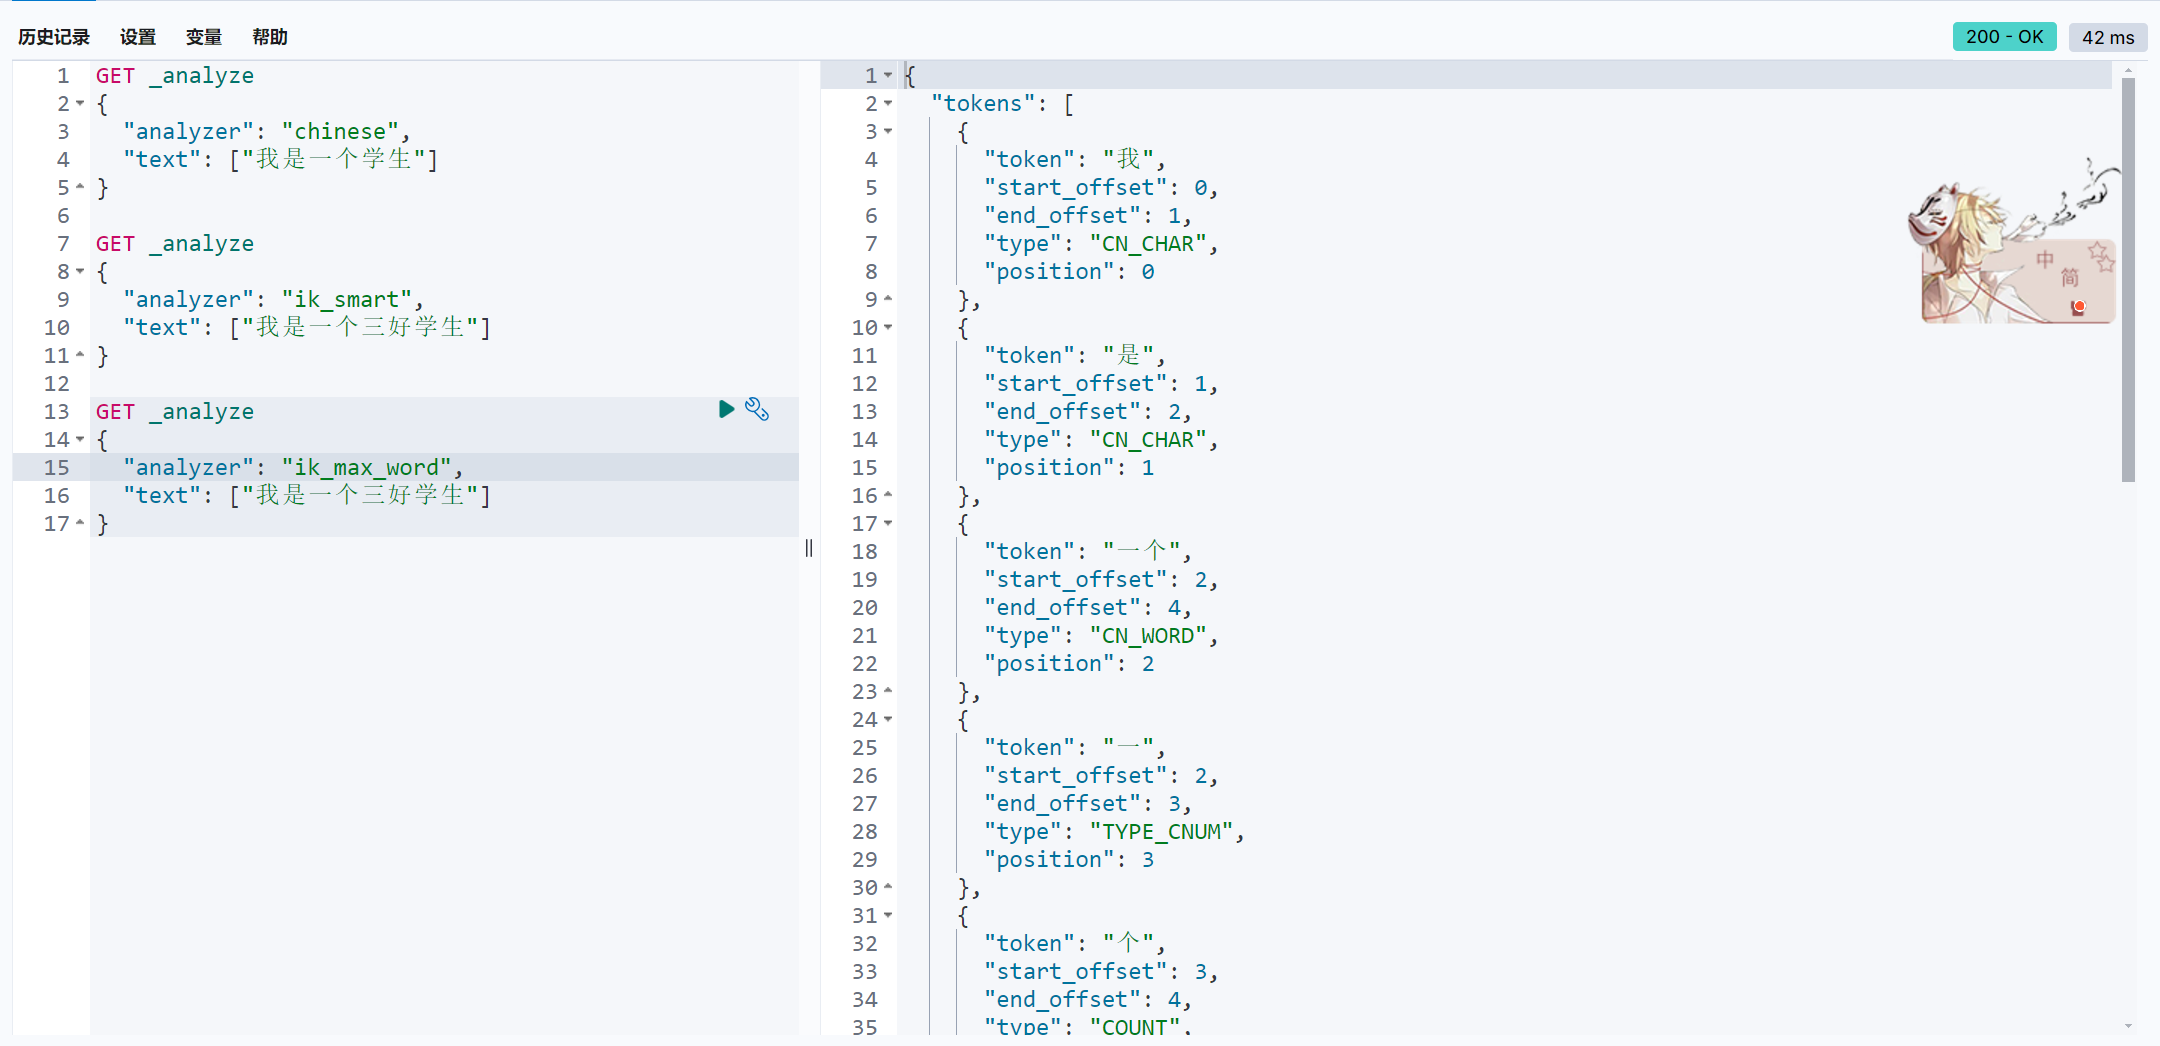 历史记录 设置 变量 帮助
200 - OK 42 ms
1 GET _analyze
2 {
3 "analyzer": "chinese",
4 "text": ["我是一个学生"]
5 }
6
7 GET _analyze
8 {
9 "analyzer": "ik_smart",
10 "text": ["我是一个三好学生"]
11 }
12
13 GET _analyze
14 {
15 "analyzer": "ik_max_word",
16 "text": ["我是一个三好学生"]
17 }
1 {
2 "tokens": [
3 {
4 "token": "我",
5 "start_offset": 0,
6 "end_offset": 1,
7 "type": "CN_CHAR",
8 "position": 0
9 },
10 {
11 "token": "是",
12 "start_offset": 1,
13 "end_offset": 2,
14 "type": "CN_CHAR",
15 "position": 1
16 },
17 {
18 "token": "一个",
19 "start_offset": 2,
20 "end_offset": 4,
21 "type": "CN_WORD",
22 "position": 2
23 },
24 {
25 "token": "一",
26 "start_offset": 2,
27 "end_offset": 3,
28 "type": "TYPE_CNUM",
29 "position": 3
30 },
31 {
32 "token": "个",
33 "start_offset": 3,
34 "end_offset": 4,
35 "type": "COUNT",
中
简